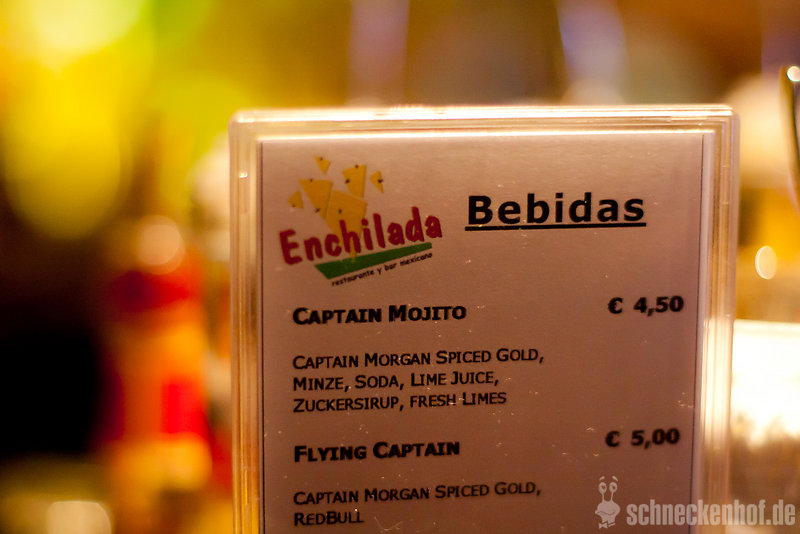 Enchilada
restaurante y bar mexicano
Bebidas
CAPTAIN MOJITO € 4,50
CAPTAIN MORGAN SPICED GOLD,
MINZE, SODA, LIME JUICE,
ZUCKERSIRUP, FRESH LIMES
FLYING CAPTAIN € 5,00
CAPTAIN MORGAN SPICED GOLD,
REDBULL
schneckenhof.de